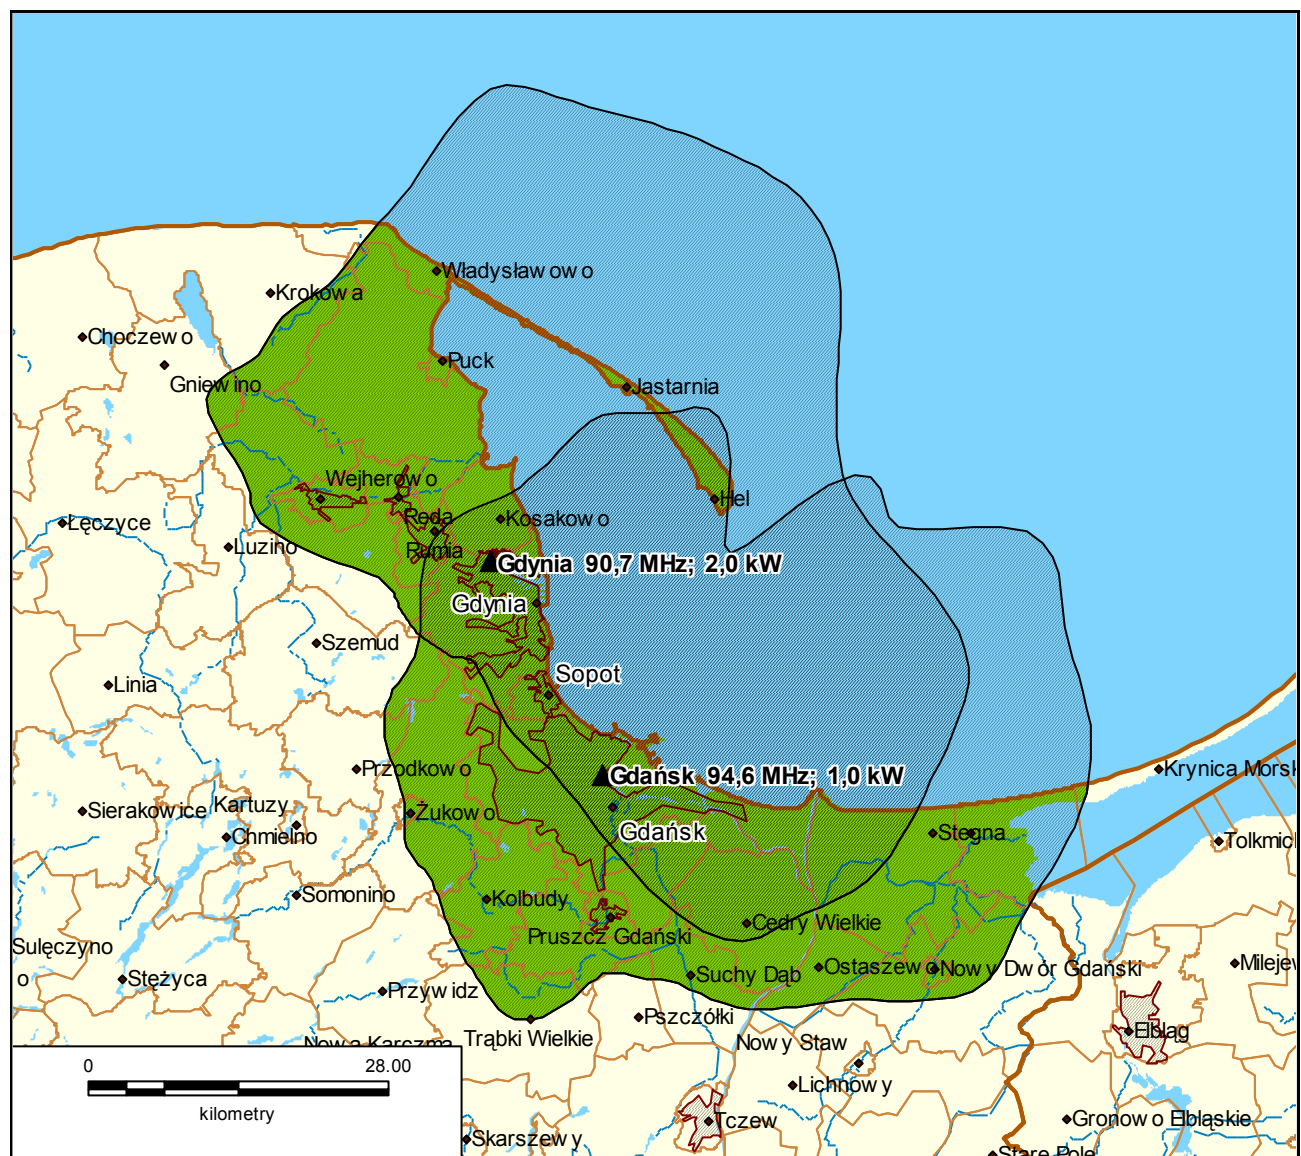 Władysławowo
Krokowa
Choczewo
Puck
Gniewino
Jastarnia
Wejherowo
Hel
Reda
Kosakowo
Łęczyce
Luzino
Rumia
Gdynia 90,7 MHz; 2,0 kW
Gdynia
Szemud
Sopot
Linia
Przodkowo
Gdańsk 94,6 MHz; 1,0 kW
Krynica Morsk
Sierakowice
Kartuzy
Żukowo
Chmielno
Gdańsk
Stegna
Tolkmic
Somonino
Kolbudy
Cedry Wielkie
Pruszcz Gdański
Sulęczyno
o
Stężyca
Suchy Dąb
Ostaszewo
Nowy Dwór Gdański
Milejew
Przywidz
Pszczółki
Trąbki Wielkie
Nowa Karczma
Nowy Staw
Elbląg
0
28.00
kilometry
Lichnowy
Tczew
Gronowo Elbląskie
Skarszewy
Stare Pole